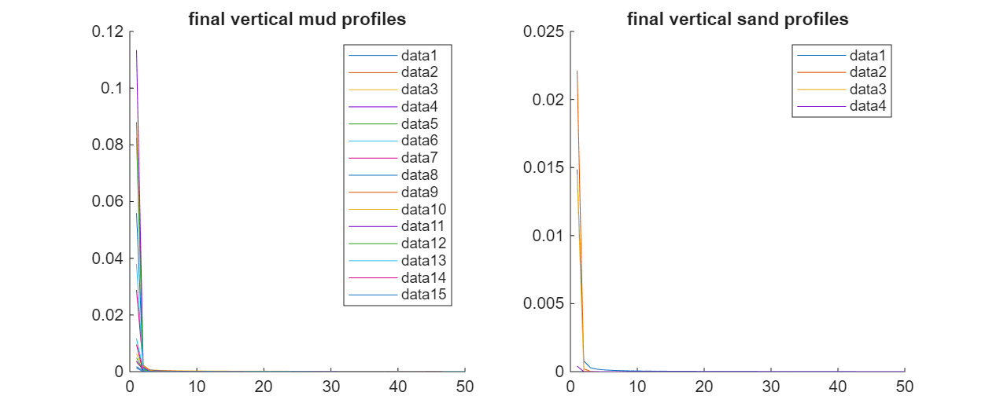 final vertical mud profiles
0.12
0.1
0.08
0.06
0.04
0.02
0
0 10 20 30 40 50
data1
data2
data3
data4
data5
data6
data7
data8
data9
data10
data11
data12
data13
data14
data15
final vertical sand profiles
0.025
0.02
0.015
0.01
0.005
0
0 10 20 30 40 50
data1
data2
data3
data4